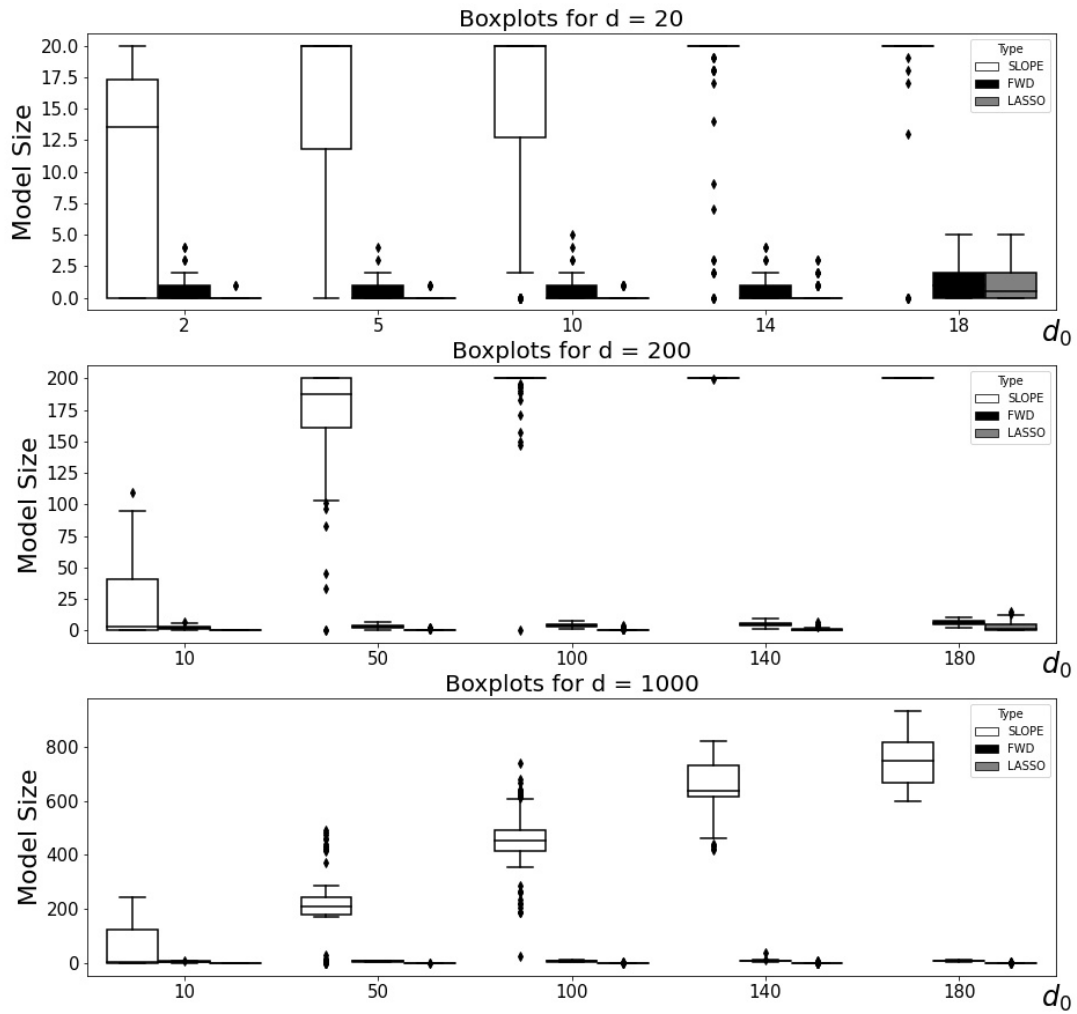 Boxplots for d = 20
Model Size
20.0
17.5
15.0
12.5
10.0
7.5
5.0
2.5
0.0
Type
SLOPE
FWD
LASSO
2 5 10 14 18
d0
Boxplots for d = 200
Model Size
200
175
150
125
100
75
50
25
0
Type
SLOPE
FWD
LASSO
10 50 100 140 180
d0
Boxplots for d = 1000
Model Size
800
600
400
200
0
Type
SLOPE
FWD
LASSO
10 50 100 140 180
d0